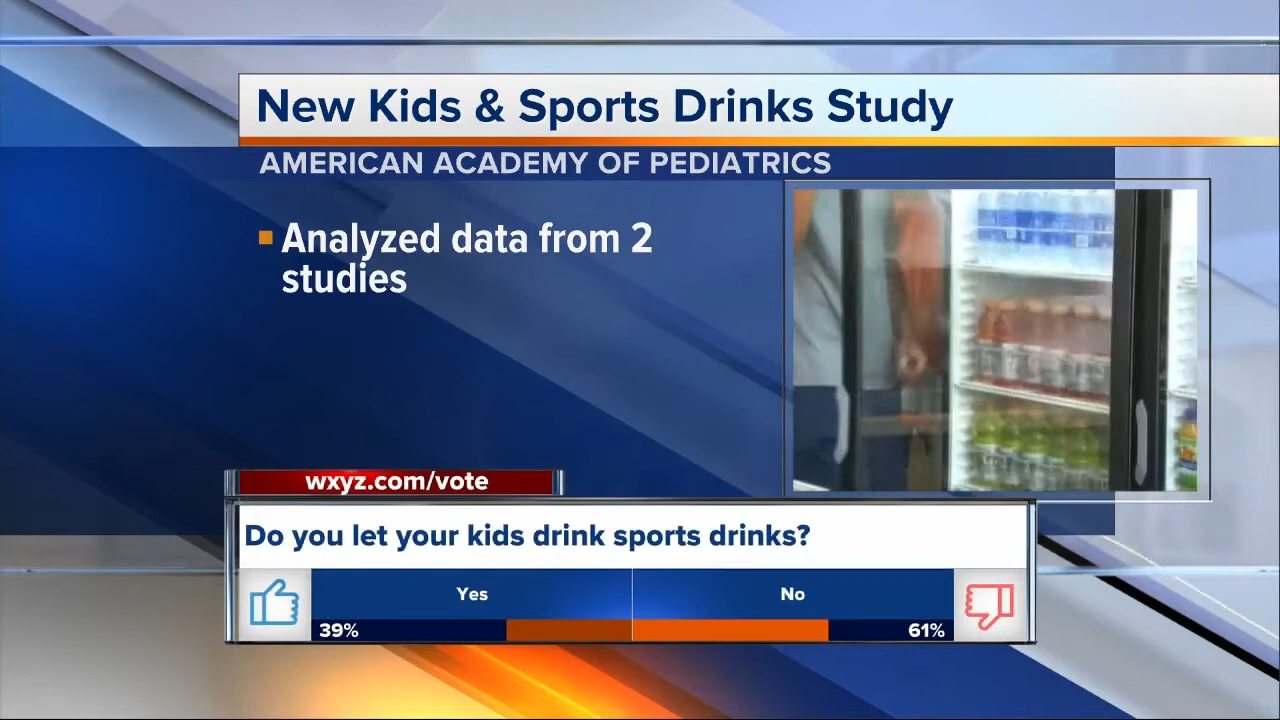 New Kids & Sports Drinks Study
AMERICAN ACADEMY OF PEDIATRICS
Analyzed data from 2
studies
wxyz.com/vote
Do you let your kids drink sports drinks?
Yes
No
39%
61%